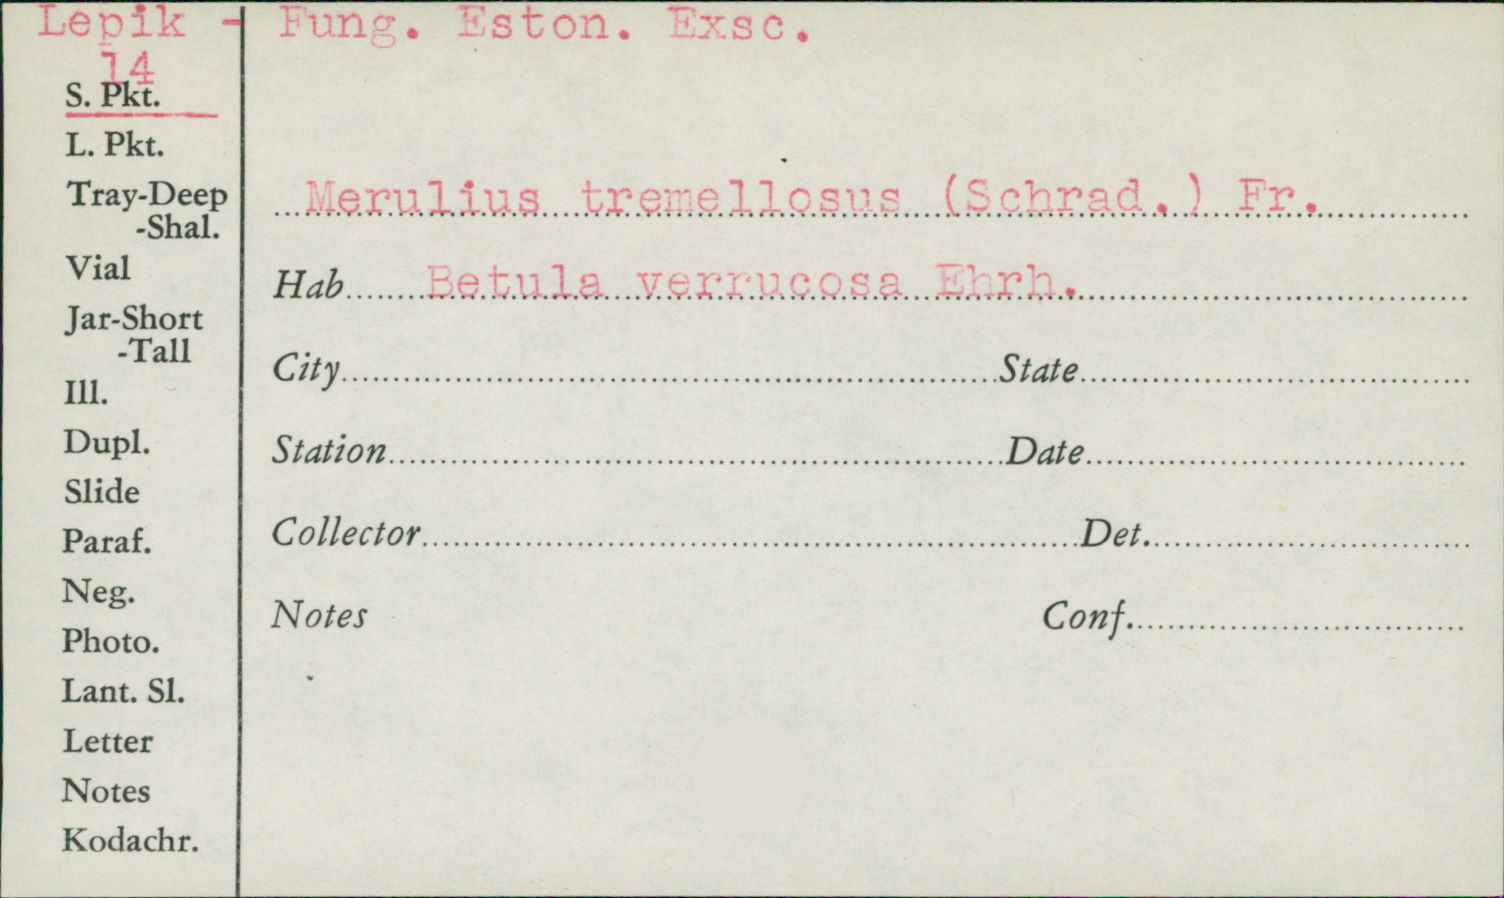 Lepik - Fung. Eston. Exsc.
14
S. Pkt.
L. Pkt.
Tray-Deep
-Shal.
Vial
Jar-Short
-Tall
Ill.
Dupl.
Slide
Paraf.
Neg.
Photo.
Lant. Sl.
Letter
Notes
Kodachr.
Merulius tremellosus (Schrad.) Fr.
Hab Betula verrucosa Ehrh.
City State
Station Date
Collector Det.
Notes Conf.